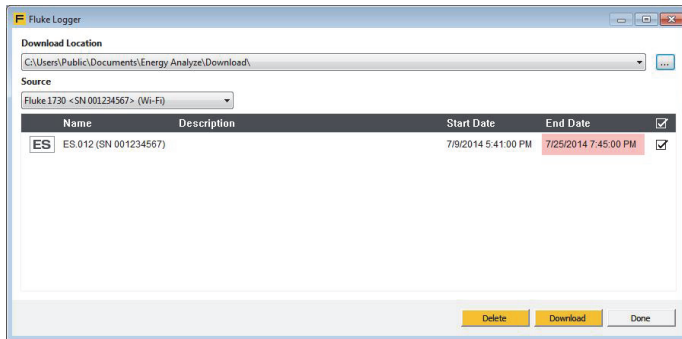 F Fluke Logger
Download Location
C:\Users\Public\Documents\Energy Analyze\Download\ ...
Source
Fluke 1730 <SN 001234567> (Wi-Fi)
Name Description Start Date End Date
ES ES.012 (SN 001234567) 7/9/2014 5:41:00 PM 7/25/2014 7:45:00 PM
Delete Download Done